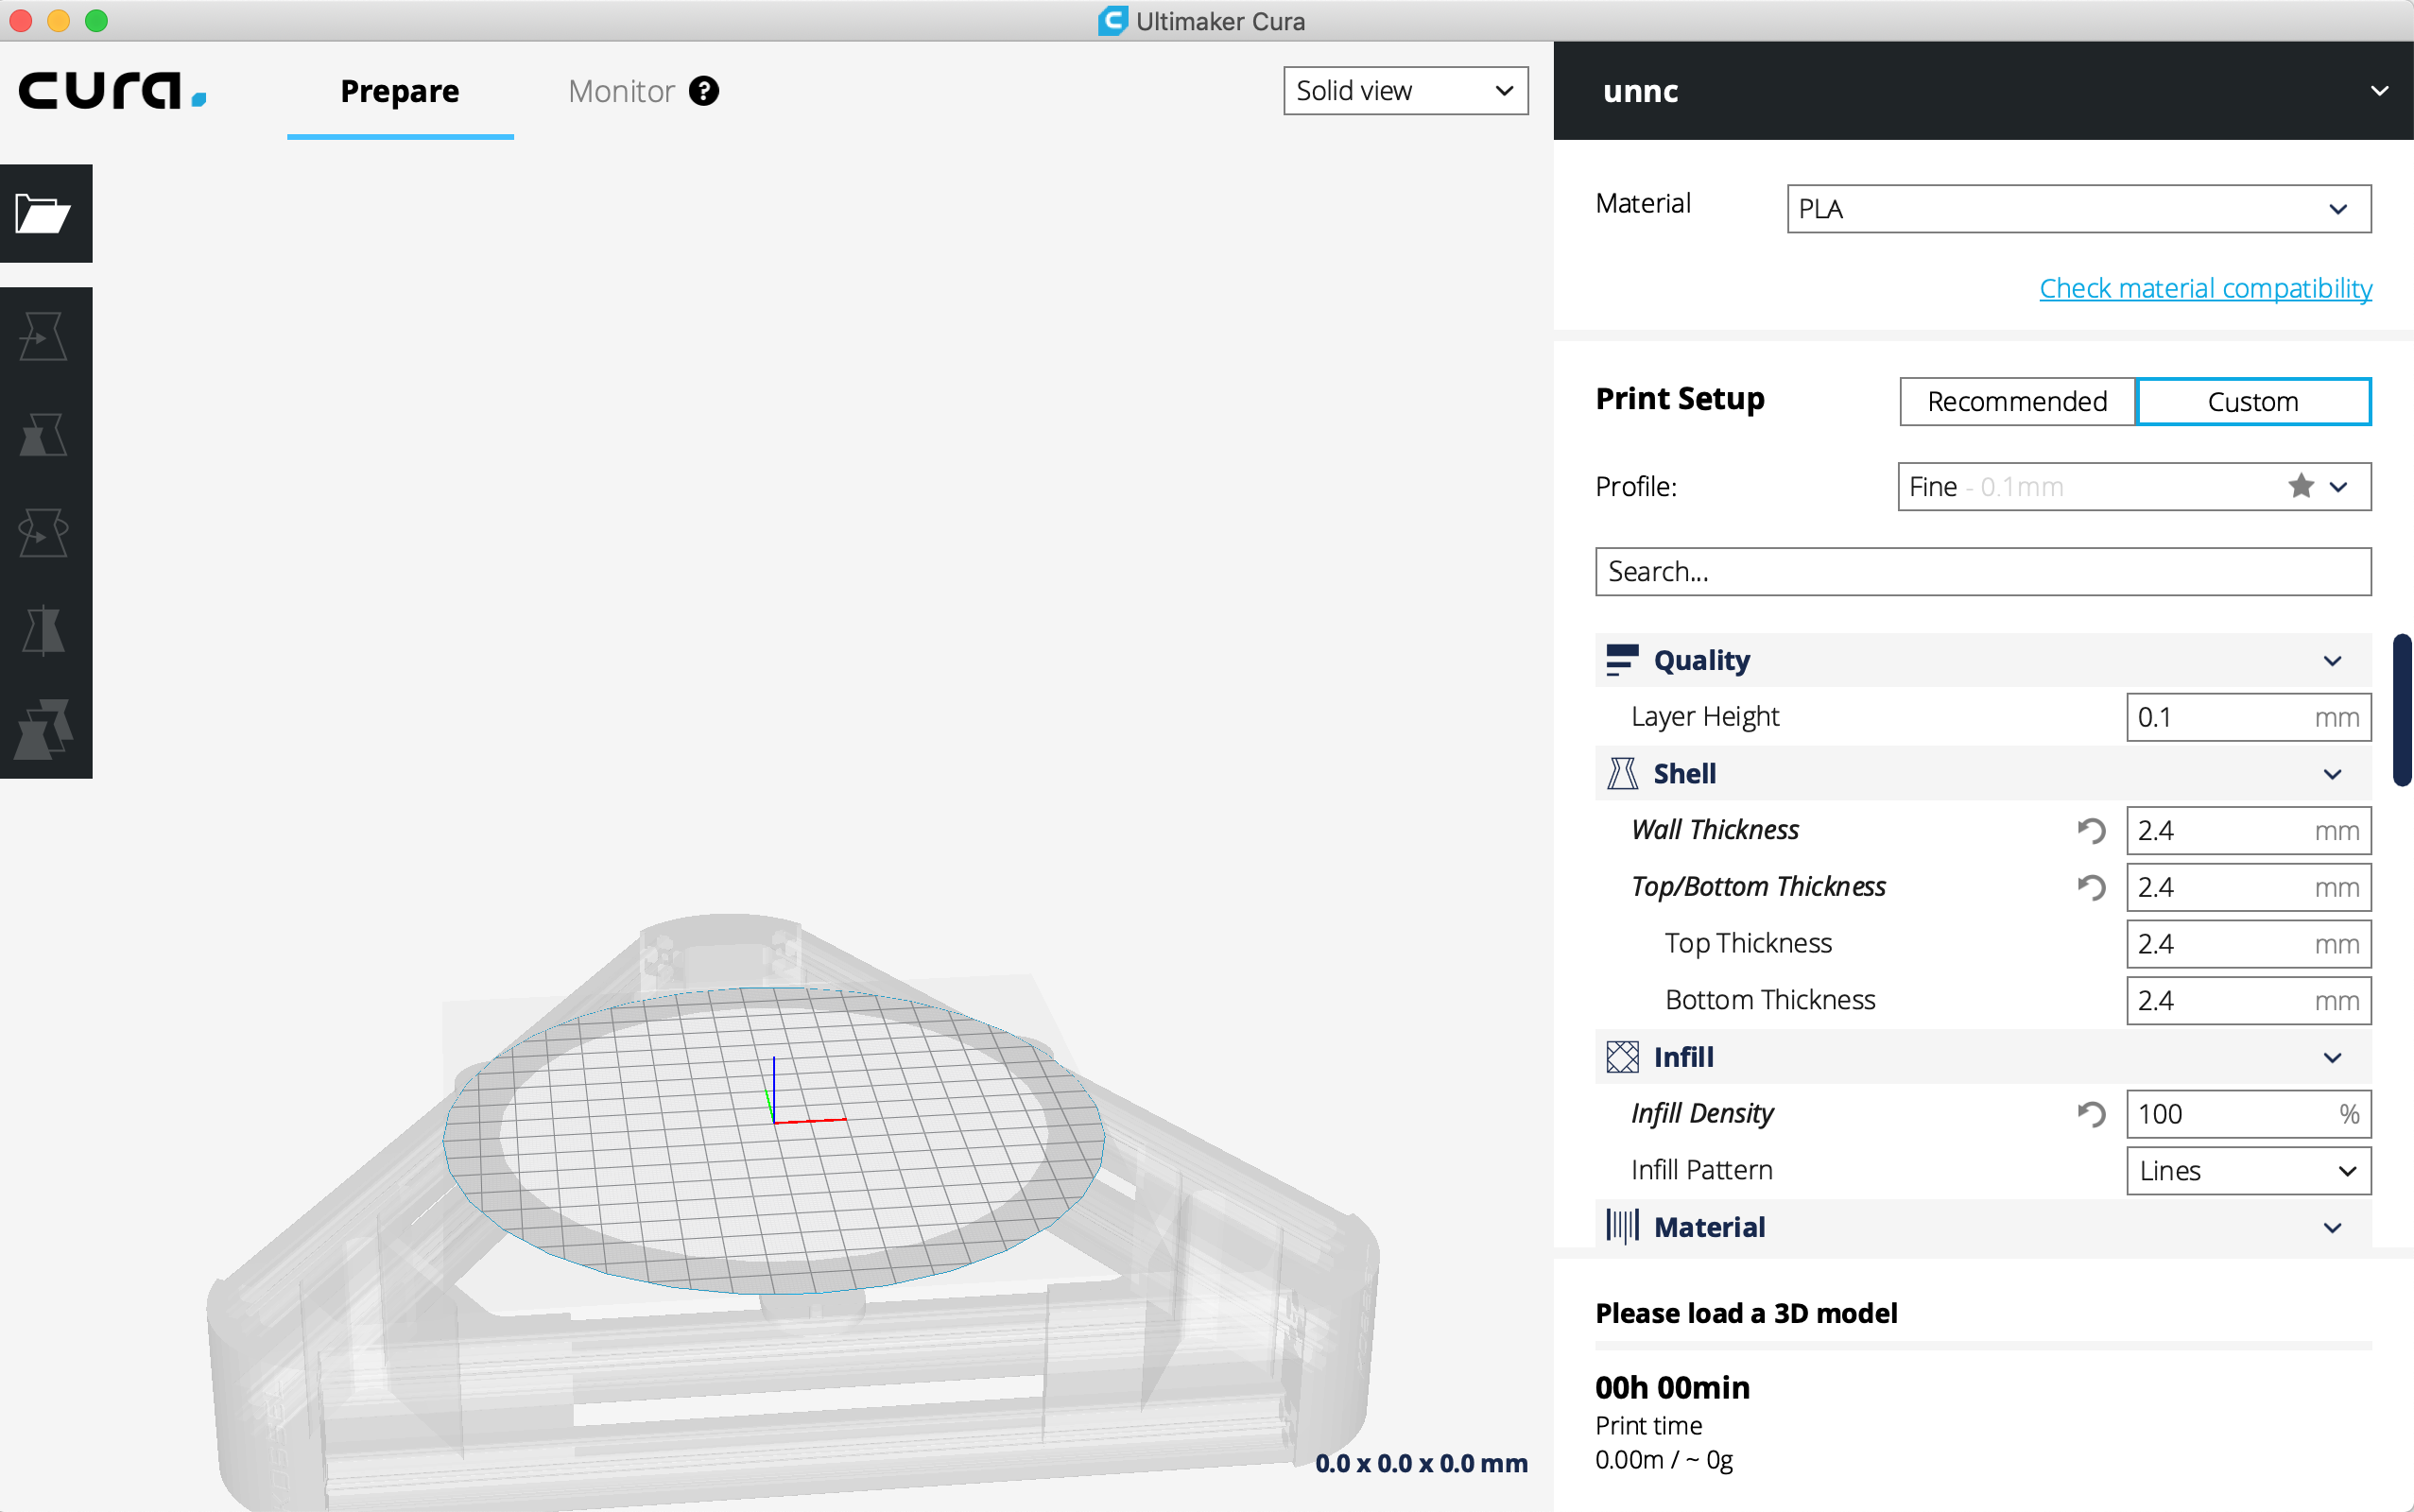 Ultimaker Cura
cura.
Prepare
Monitor ?
Solid view
unnc
Material
PLA
Check material compatibility
Print Setup
Recommended
Custom
Profile:
Fine - 0.1mm
Search...
Quality
Layer Height
0.1 mm
Shell
Wall Thickness
2.4 mm
Top/Bottom Thickness
2.4 mm
Top Thickness
2.4 mm
Bottom Thickness
2.4 mm
Infill
Infill Density
100 %
Infill Pattern
Lines
Material
Please load a 3D model
00h 00min
Print time
0.00m / ~ 0g
0.0 x 0.0 x 0.0 mm